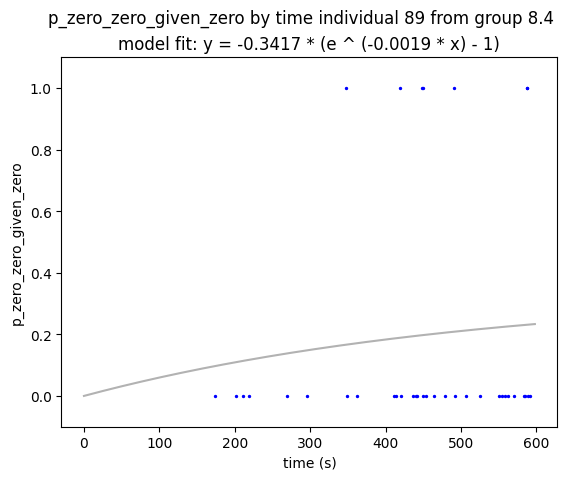 p_zero_zero_given_zero by time individual 89 from group 8.4
model fit: y = -0.3417 * (e ^ (-0.0019 * x) - 1)
1.0
0.8
0.6
0.4
0.2
0.0
p_zero_zero_given_zero
0 100 200 300 400 500 600
time (s)